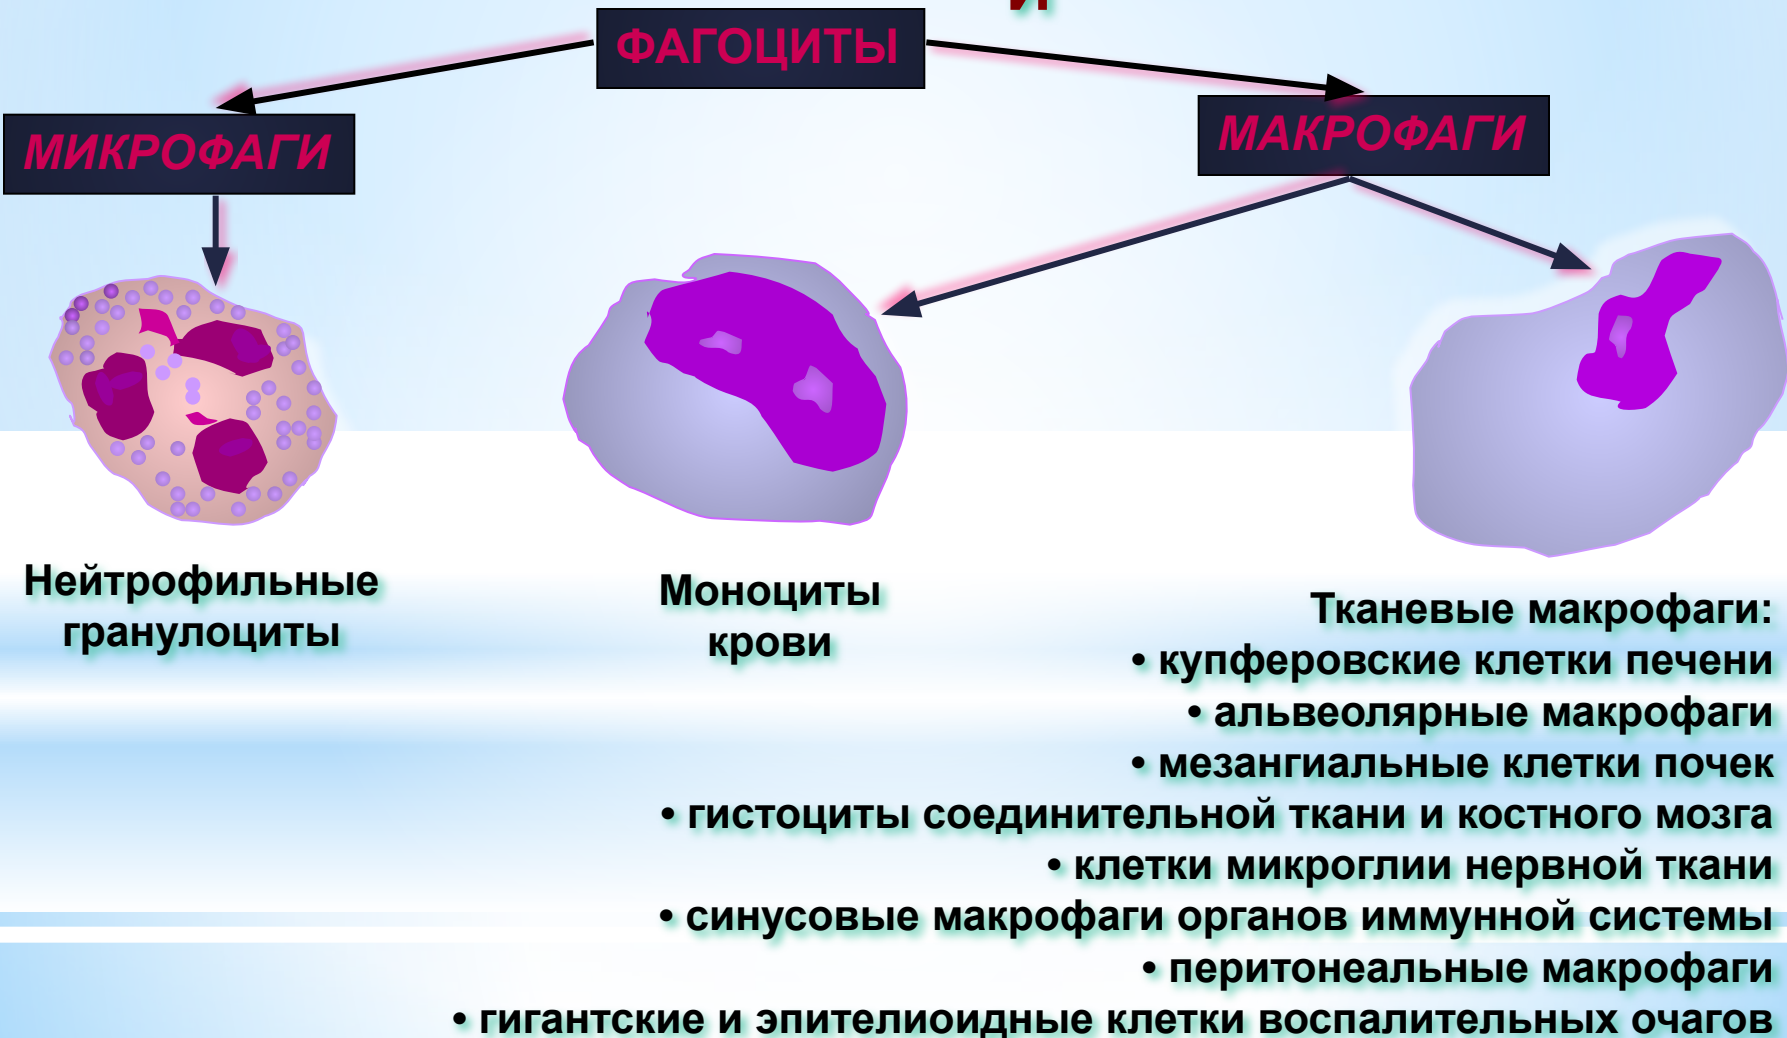 И
ФАГОЦИТЫ
МИКРОФАГИ
МАКРОФАГИ
Нейтрофильные
гранулоциты
Моноциты
крови
Тканевые макрофаги:
• купферовские клетки печени
• альвеолярные макрофаги
• мезангиальные клетки почек
• гистоциты соединительной ткани и костного мозга
• клетки микроглии нервной ткани
• синусовые макрофаги органов иммунной системы
• перитонеальные макрофаги
• гигантские и эпителиоидные клетки воспалительных очагов